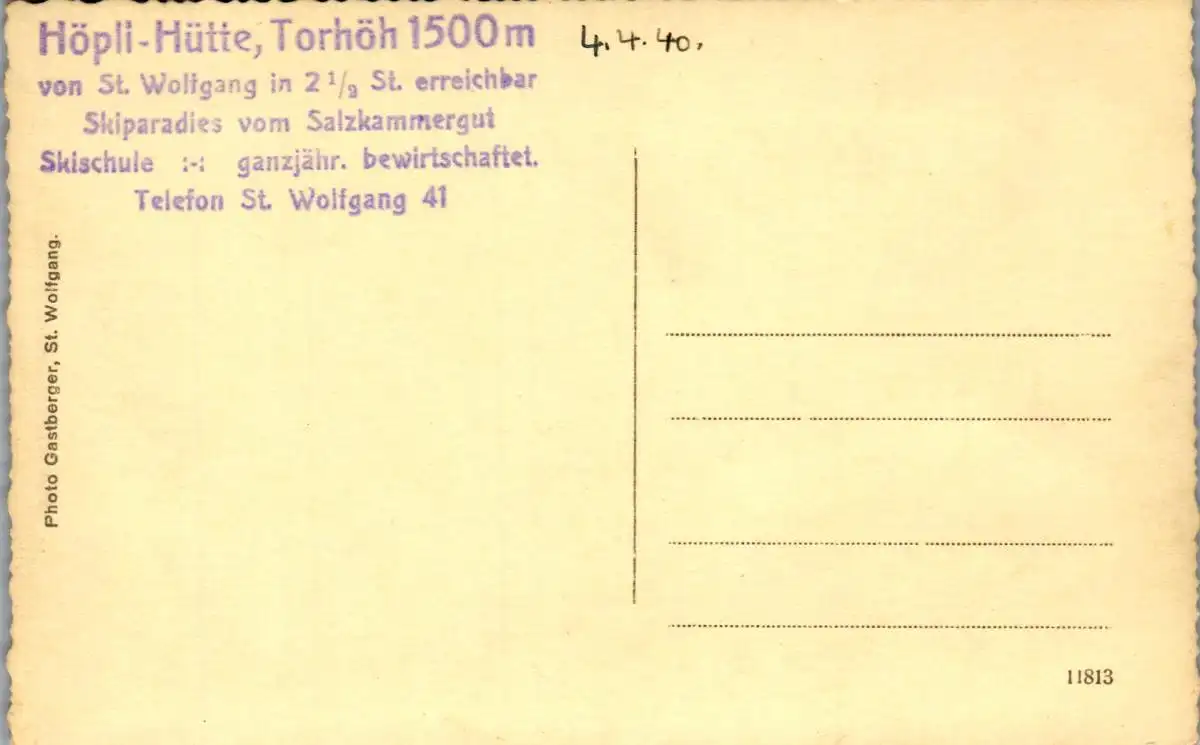 Höpli-Hütte, Torhöh 1500m
4.4.40.
von St. Wolfgang in 2 1/2 St. erreichbar
Skiparadies vom Salzkammergut
Skischule :-: ganzjähr. bewirtschaftet.
Telefon St. Wolfgang 41
Photo Gastberger, St. Wolfgang.
11813